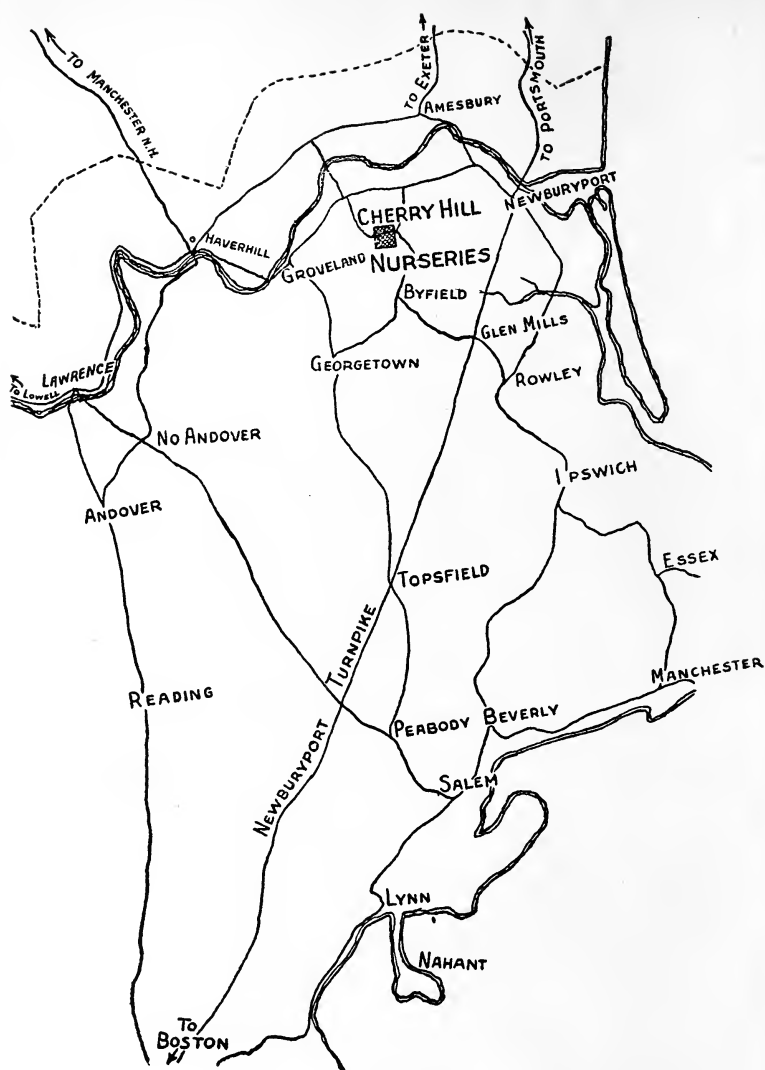 TO MANCHESTER N.H.
TO EXETER
TO PORTSMOUTH
AMESBURY
NEWBURYPORT
CHERRY HILL
NURSERIES
HAVERHILL
GROVELAND
BYFIELD
GLEN MILLS
GEORGETOWN
ROWLEY
LAWRENCE
TO LOWELL
NO ANDOVER
ANDOVER
IPSWICH
TOPSFIELD
ESSEX
NEWBURYPORT TURNPIKE
READING
MANCHESTER
PEABODY
BEVERLY
SALEM
LYNN
NAHANT
TO
BOSTON